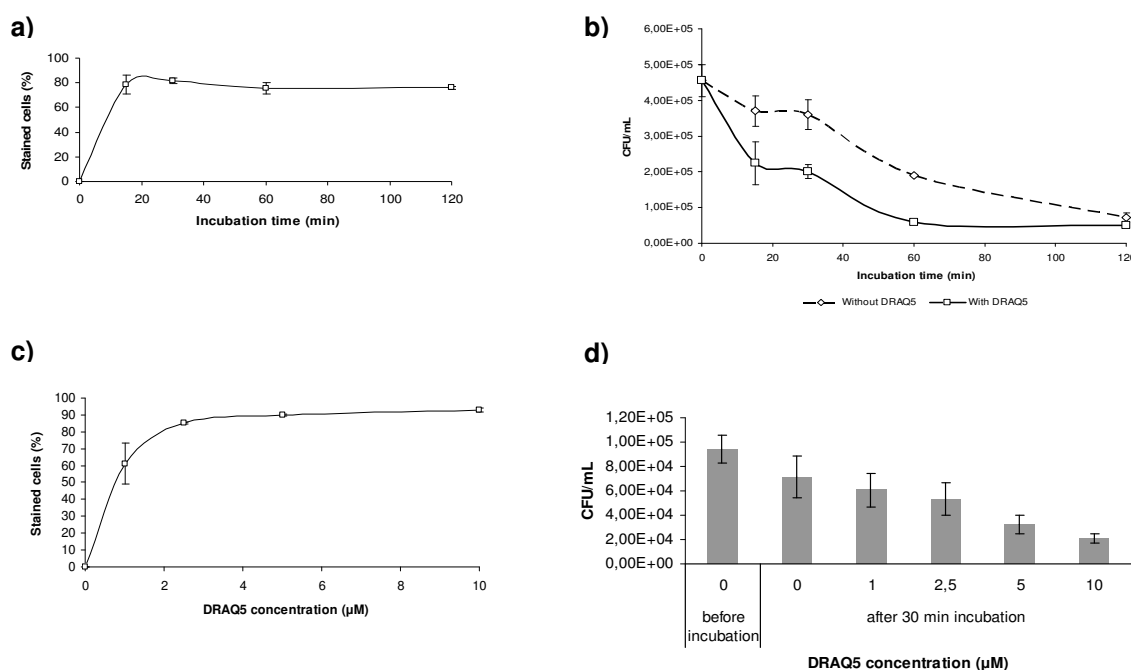 a)
100
80
60
40
20
0
Stained cells (%)
0 20 40 60 80 100 120
Incubation time (min)
b)
6,00E+05
5,00E+05
4,00E+05
3,00E+05
2,00E+05
1,00E+05
0,00E+00
CFU/mL
0 20 40 60 80 100 120
Incubation time (min)
Without DRAQ5 With DRAQ5
c)
100
90
80
70
60
50
40
30
20
10
0
Stained cells (%)
0 2 4 6 8 10
DRAQ5 concentration (µM)
d)
1,20E+05
1,00E+05
8,00E+04
6,00E+04
4,00E+04
2,00E+04
0,00E+00
CFU/mL
0 0 1 2,5 5 10
before
incubation
after 30 min incubation
DRAQ5 concentration (µM)